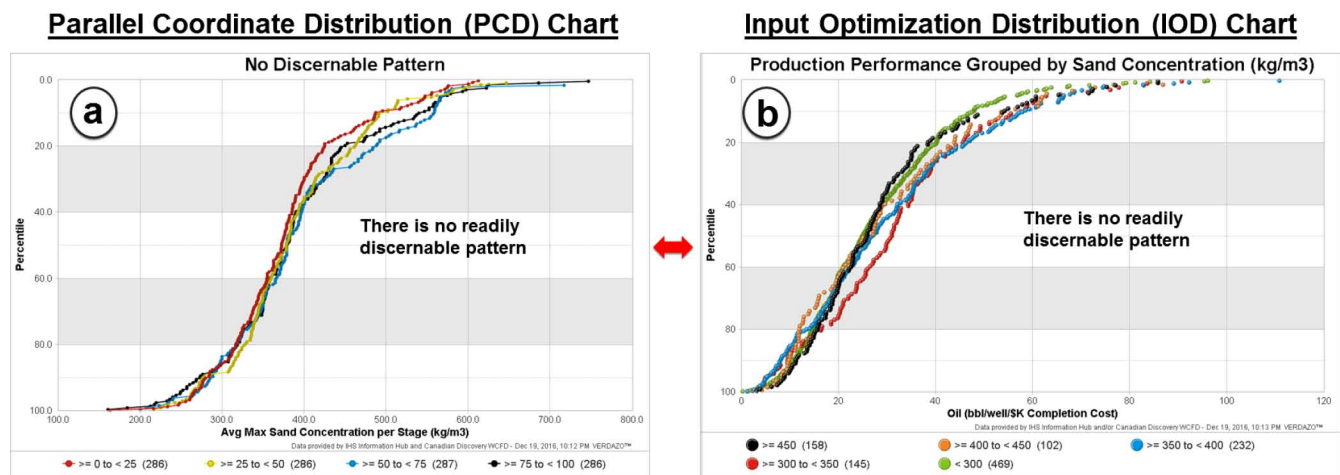 Parallel Coordinate Distribution (PCD) Chart
Input Optimization Distribution (IOD) Chart
No Discernable Pattern
a
0.0
20.0
40.0
60.0
80.0
100.0
Percentile
There is no readily
discernable pattern
100.0 200.0 300.0 400.0 500.0 600.0 700.0 800.0
Avg Max Sand Concentration per Stage (kg/m3)
Data provided by IHS Information Hub and Canadian Discovery WCFD - Dec 19, 2016, 10:12 PM VERDAZO™
>= 0 to < 25 (286) >= 25 to < 50 (286) >= 50 to < 75 (287) >= 75 to < 100 (286)
Production Performance Grouped by Sand Concentration (kg/m3)
b
0
20
40
60
80
100
Percentile
There is no readily
discernable pattern
0 20 40 60 80 100 120
Oil (bbl/well/$K Completion Cost)
Data provided by IHS Information Hub and/or Canadian Discovery WCFD - Dec 19, 2016, 10:13 PM VERDAZO™
>= 450 (158) >= 400 to < 450 (102) >= 350 to < 400 (232)
>= 300 to < 350 (145) < 300 (469)